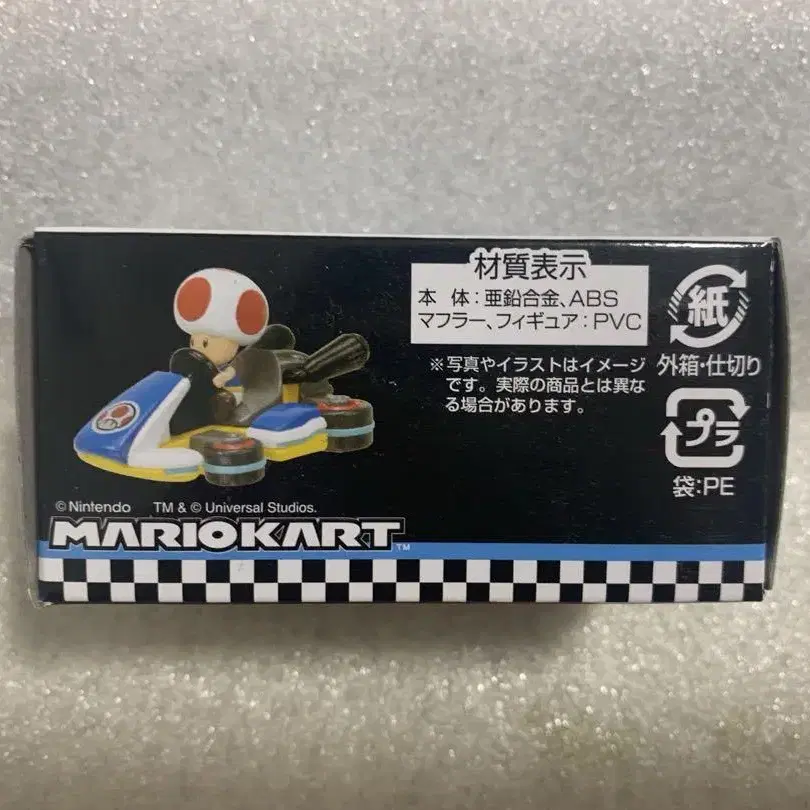 材質表示
本 体:亜鉛合金、ABS
マフラー、フィギュア:PVC
※写真やイラストはイメージ
です。実際の商品とは異な
る場合があります。
紙
外箱・仕切り
プラ
袋:PE
© Nintendo TM & © Universal Studios.
MARIOKART™